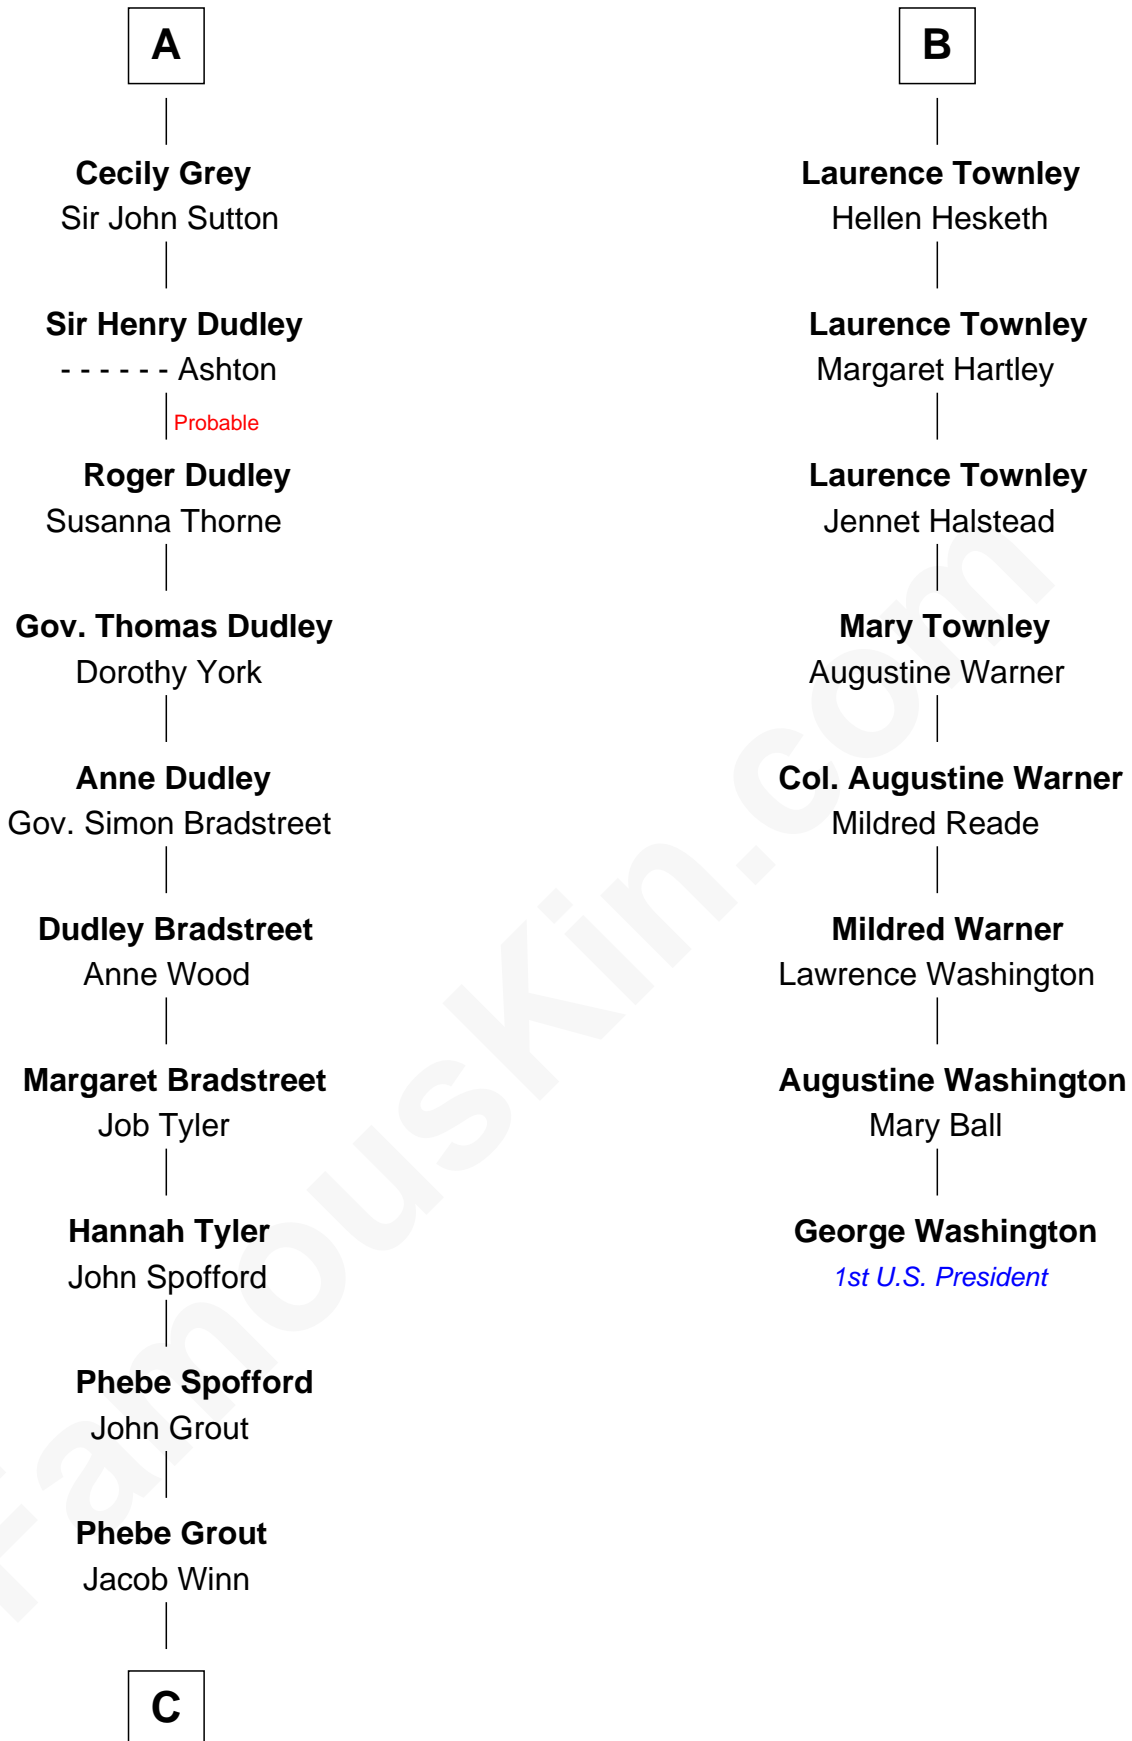 A
Cecily Grey
Sir John Sutton
Sir Henry Dudley
- - - - - - Ashton
Probable
Roger Dudley
Susanna Thorne
Gov. Thomas Dudley
Dorothy York
Anne Dudley
Gov. Simon Bradstreet
Dudley Bradstreet
Anne Wood
Margaret Bradstreet
Job Tyler
Hannah Tyler
John Spofford
Phebe Spofford
John Grout
Phebe Grout
Jacob Winn
C
B
Laurence Townley
Hellen Hesketh
Laurence Townley
Margaret Hartley
Laurence Townley
Jennet Halstead
Mary Townley
Augustine Warner
Col. Augustine Warner
Mildred Reade
Mildred Warner
Lawrence Washington
Augustine Washington
Mary Ball
George Washington
1st U.S. President
FamousKin.com